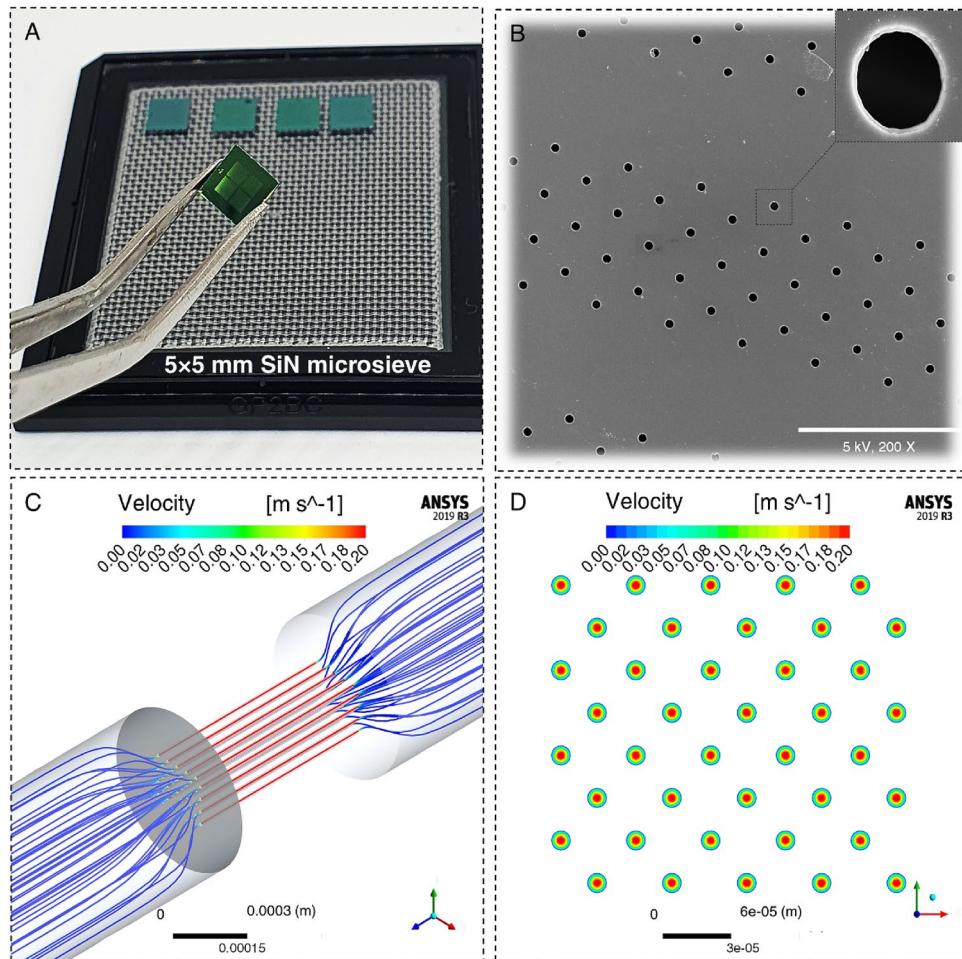 A
5×5 mm SiN microsieve
GP2BC
B
5 kV, 200 X
C
Velocity [m s^-1]
ANSYS
2019 R3
0.00 0.02 0.03 0.05 0.07 0.08 0.10 0.12 0.13 0.15 0.17 0.18 0.20
0 0.0003 (m)
0.00015
D
Velocity [m s^-1]
ANSYS
2019 R3
0.00 0.02 0.03 0.05 0.07 0.08 0.10 0.12 0.13 0.15 0.17 0.18 0.20
0 6e-05 (m)
3e-05